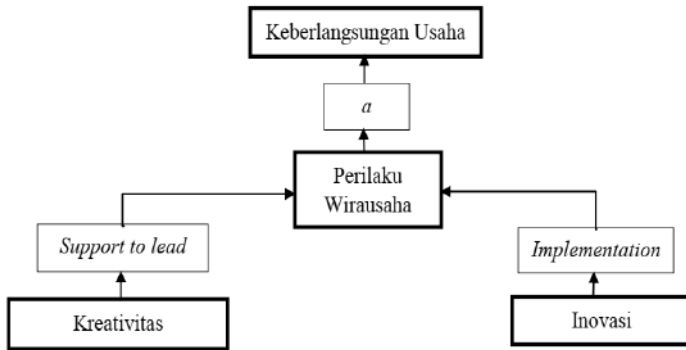 Keberlangsungan Usaha
a
Perilaku
Wirausaha
Support to lead
Implementation
Kreativitas
Inovasi